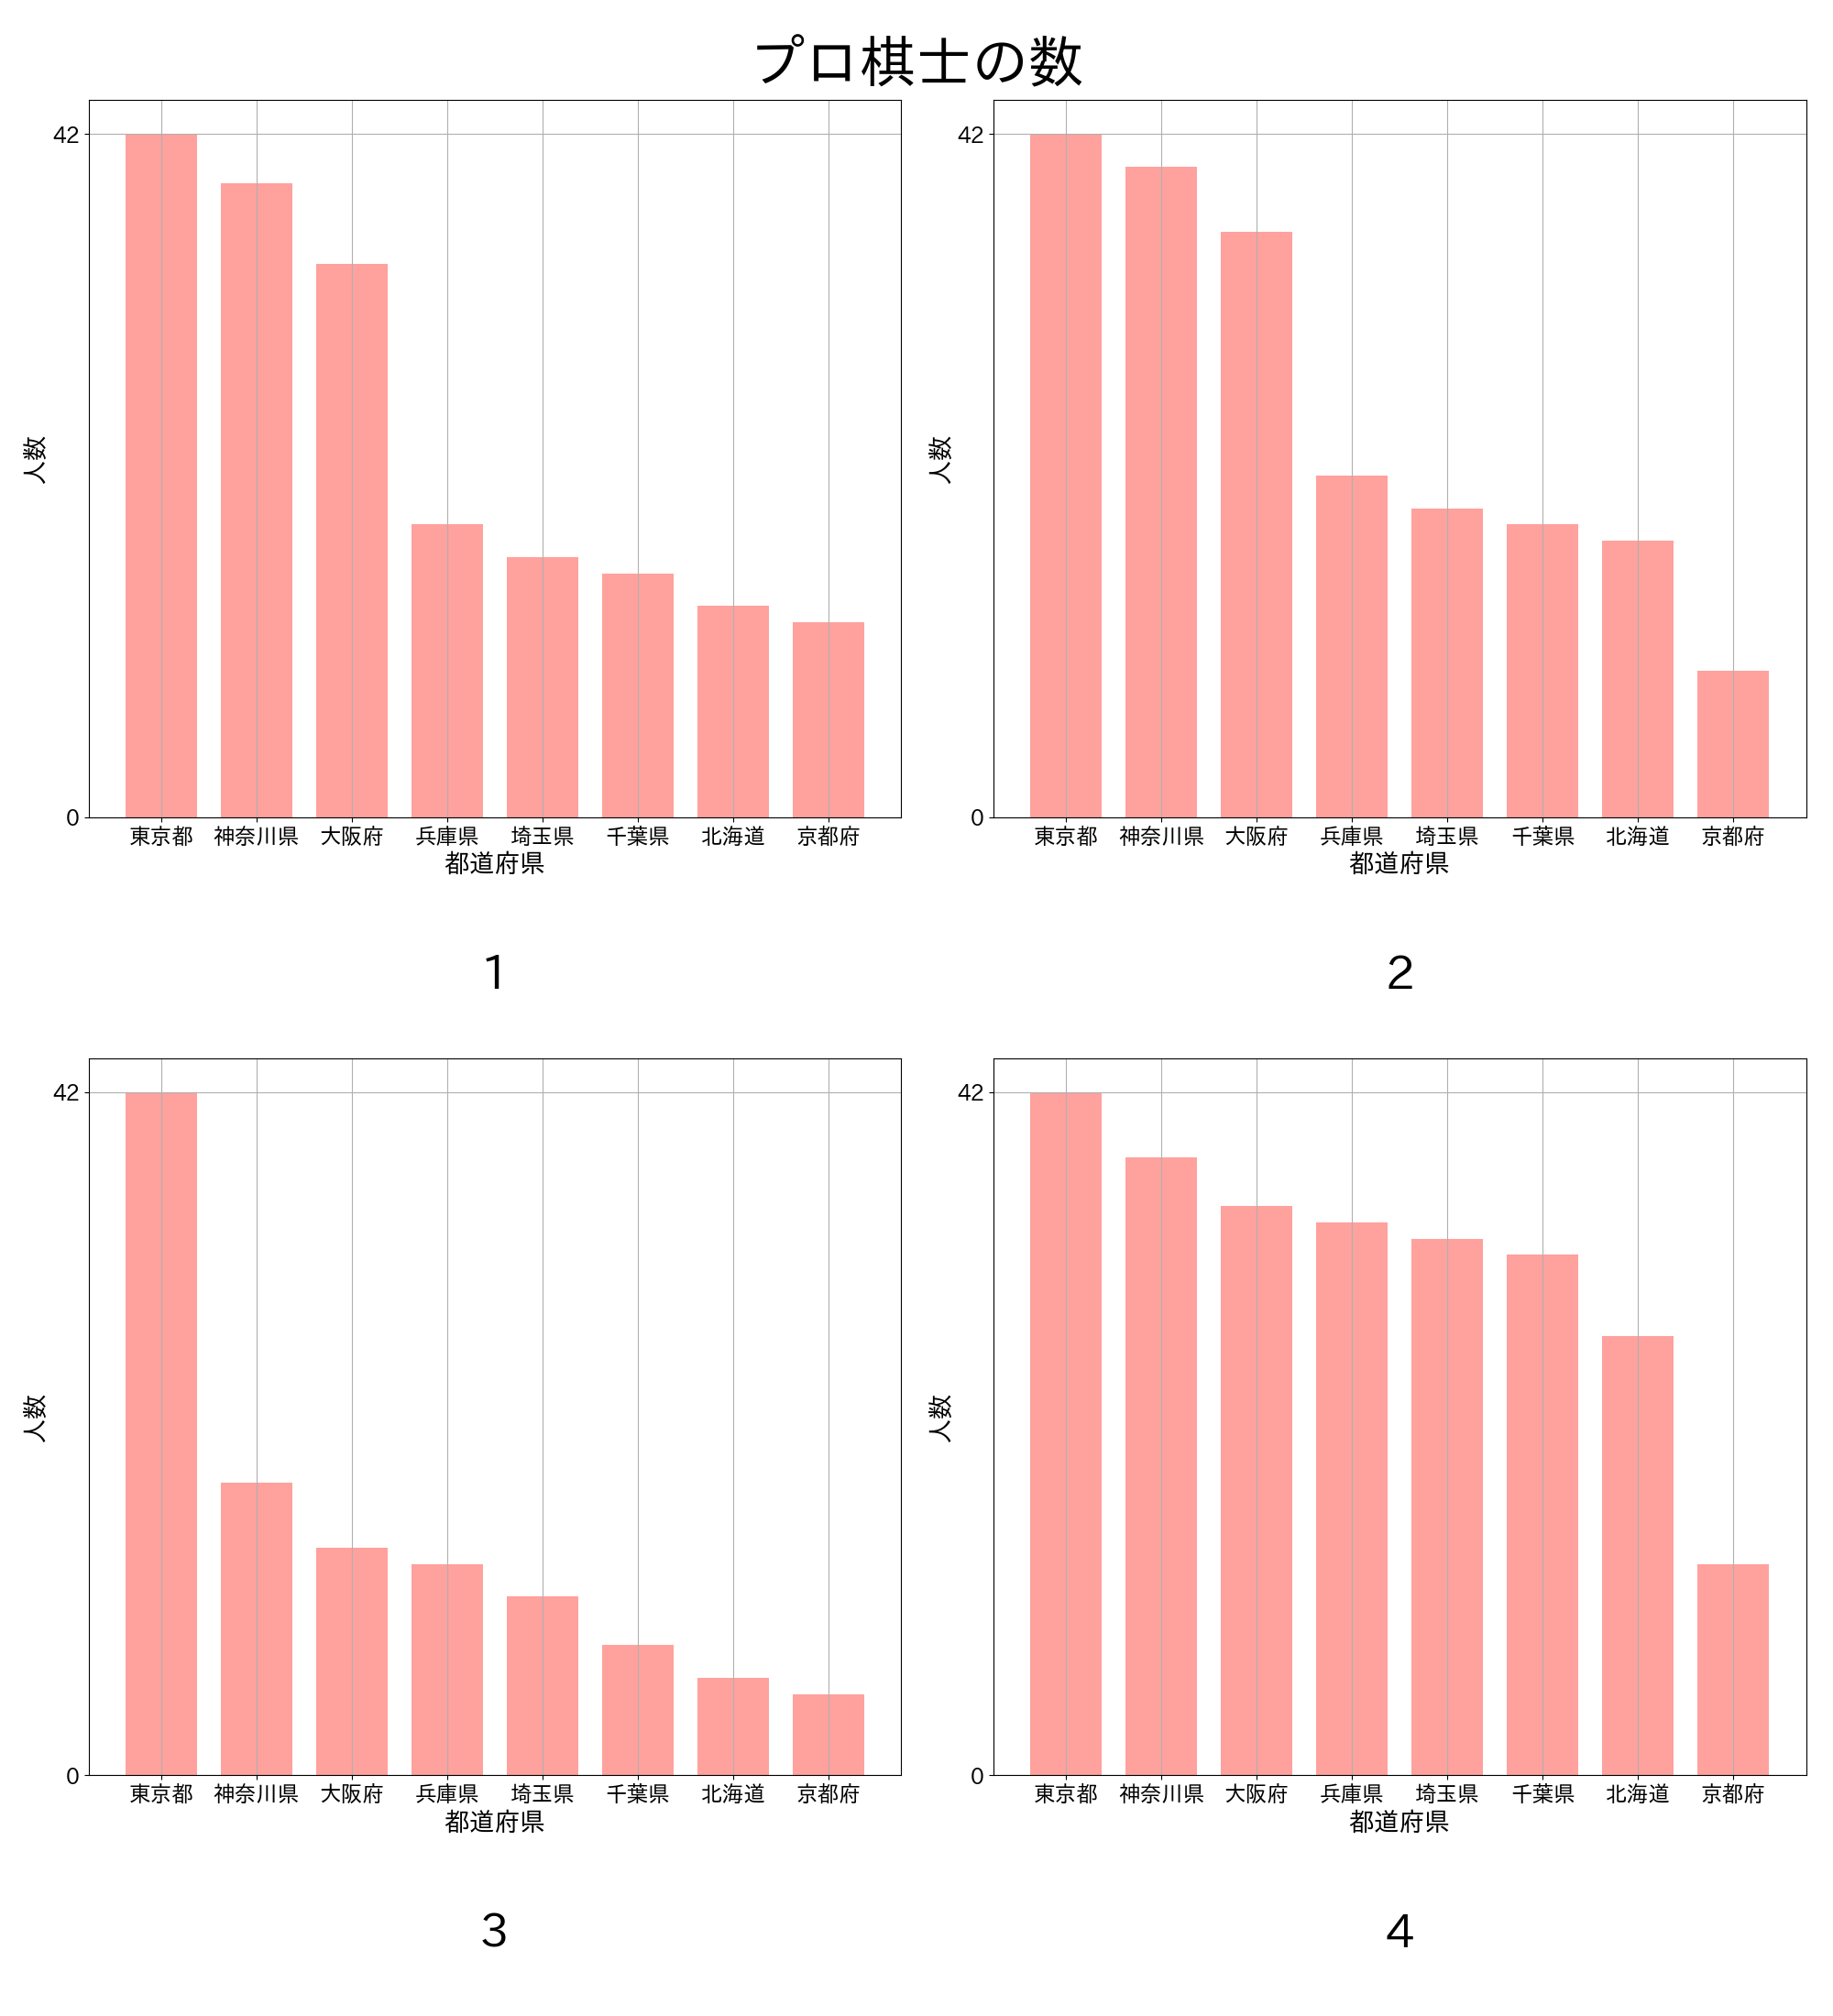 プロ棋士の数
42
0
人数
東京都 神奈川県 大阪府 兵庫県 埼玉県 千葉県 北海道 京都府
都道府県
1
42
0
人数
東京都 神奈川県 大阪府 兵庫県 埼玉県 千葉県 北海道 京都府
都道府県
2
42
0
人数
東京都 神奈川県 大阪府 兵庫県 埼玉県 千葉県 北海道 京都府
都道府県
3
42
0
人数
東京都 神奈川県 大阪府 兵庫県 埼玉県 千葉県 北海道 京都府
都道府県
4